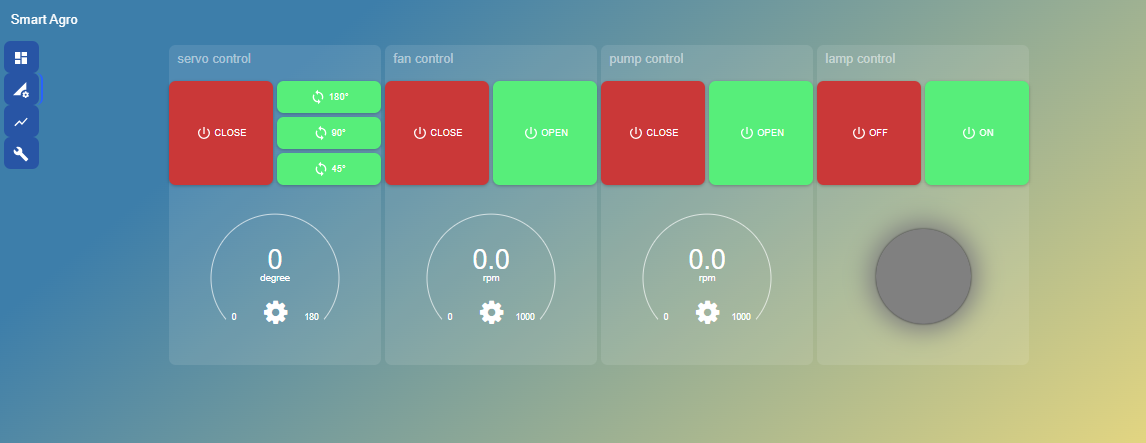 Smart Agro
servo control
fan control
pump control
lamp control
CLOSE
180°
90°
45°
CLOSE
OPEN
CLOSE
OPEN
OFF
ON
0
degree
0
180
0.0
rpm
0
1000
0.0
rpm
0
1000